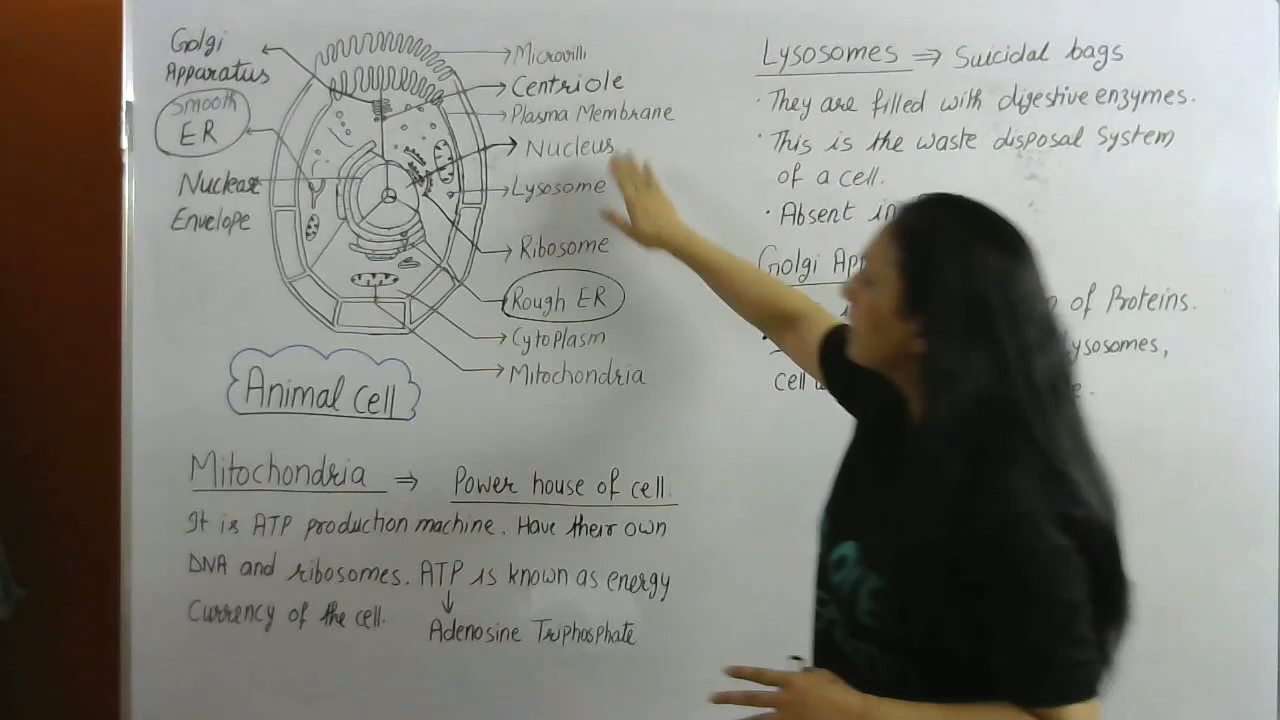 Golgi
Apparatus
Smooth
ER
Nuclear
Envelope
Microvilli
Centriole
Plasma Membrane
Nucleus
Lysosome
Ribosome
Rough ER
Cytoplasm
Mitochondria
Animal cell
Mitochondria ⇒ Power house of cell.
It is ATP production machine. Have their own
DNA and ribosomes. ATP is known as energy
Currency of the cell.
↓
Adenosine Triphosphate
Lysosomes ⇒ Suicidal bags
· They are filled with digestive enzymes.
· This is the waste disposal system
of a cell.
· Absent in
Golgi
of Proteins.
cell